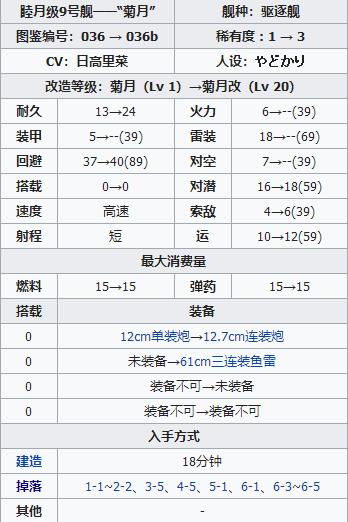 睦月级9号舰——“菊月” 舰种：驱逐舰
图鉴编号：036 → 036b 稀有度：1 → 3
CV：日高里菜 人设：やどかり
改造等级：菊月（Lv 1）→菊月改（Lv 20）
耐久 13→24 火力 6→--(39)
装甲 5→--(39) 雷装 18→--(69)
回避 37→40(89) 对空 7→--(39)
搭载 0→0 对潜 16→18(59)
速度 高速 索敌 4→6(39)
射程 短 运 10→12(59)
最大消费量
燃料 15→15 弹药 15→15
搭载 装备
0 12cm单装炮→12.7cm连装炮
0 未装备→61cm三连装鱼雷
0 装备不可→未装备
0 装备不可→装备不可
入手方式
建造 18分钟
掉落 1-1~2-2、3-5、4-5、5-1、6-1、6-3~6-5
其他 -